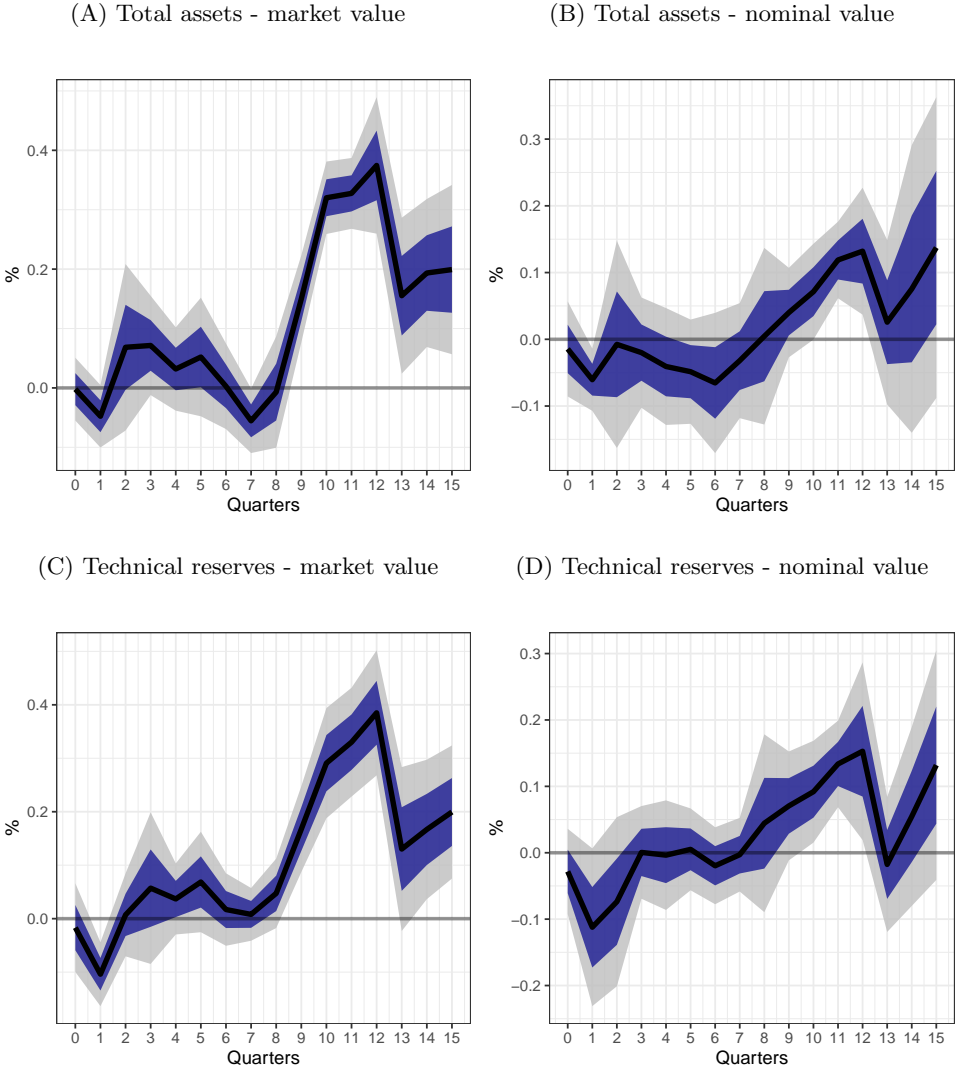 (A) Total assets - market value
(B) Total assets - nominal value
%
0.4
0.2
0.0
0 1 2 3 4 5 6 7 8 9 10 11 12 13 14 15
Quarters
%
0.3
0.2
0.1
0.0
−0.1
0 1 2 3 4 5 6 7 8 9 10 11 12 13 14 15
Quarters
(C) Technical reserves - market value
(D) Technical reserves - nominal value
%
0.4
0.2
0.0
0 1 2 3 4 5 6 7 8 9 10 11 12 13 14 15
Quarters
%
0.3
0.2
0.1
0.0
−0.1
−0.2
0 1 2 3 4 5 6 7 8 9 10 11 12 13 14 15
Quarters